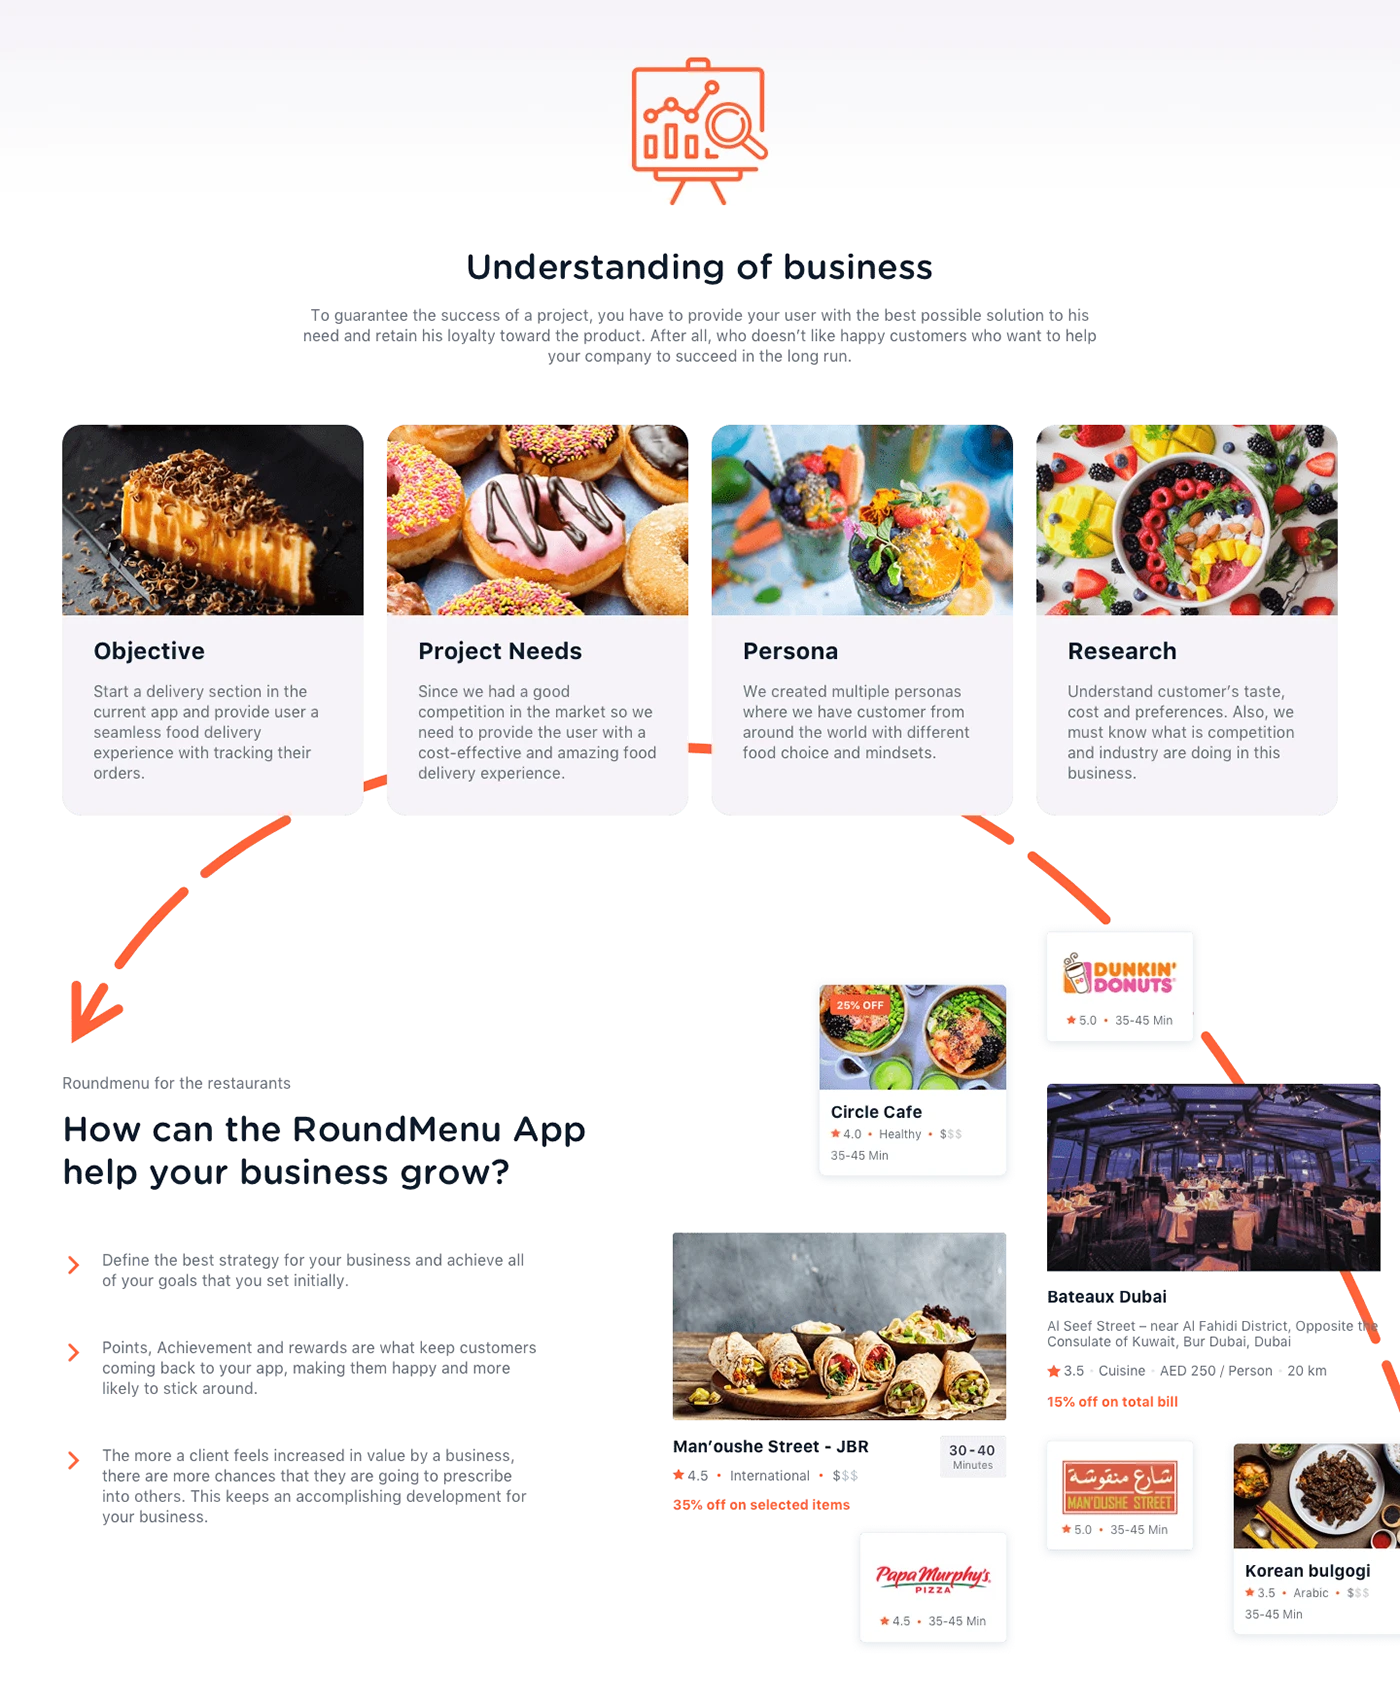 Understanding of business
To guarantee the success of a project, you have to provide your user with the best possible solution to his
need and retain his loyalty toward the product. After all, who doesn’t like happy customers who want to help
your company to succeed in the long run.
Objective
Start a delivery section in the
current app and provide user a
seamless food delivery
experience with tracking their
orders.
Project Needs
Since we had a good
competition in the market so we
need to provide the user with a
cost-effective and amazing food
delivery experience.
Persona
We created multiple personas
where we have customer from
around the world with different
food choice and mindsets.
Research
Understand customer’s taste,
cost and preferences. Also, we
must know what is competition
and industry are doing in this
business.
Roundmenu for the restaurants
How can the RoundMenu App
help your business grow?
Define the best strategy for your business and achieve all
of your goals that you set initially.
Points, Achievement and rewards are what keep customers
coming back to your app, making them happy and more
likely to stick around.
The more a client feels increased in value by a business,
there are more chances that they are going to prescribe
into others. This keeps an accomplishing development for
your business.
25% OFF
Circle Cafe
4.0 • Healthy • $$$
35-45 Min
DUNKIN'
DONUTS
5.0 • 35-45 Min
Bateaux Dubai
Al Seef Street – near Al Fahidi District, Opposite the
Consulate of Kuwait, Bur Dubai, Dubai
3.5 · Cuisine · AED 250 / Person · 20 km
15% off on total bill
Man’oushe Street - JBR
4.5 • International • $$$
30-40
Minutes
35% off on selected items
شارع منقوشة
MAN'OUSHE STREET
5.0 • 35-45 Min
Papa Murphy's
PIZZA
4.5 • 35-45 Min
Korean bulgogi
3.5 • Arabic • $$$
35-45 Min